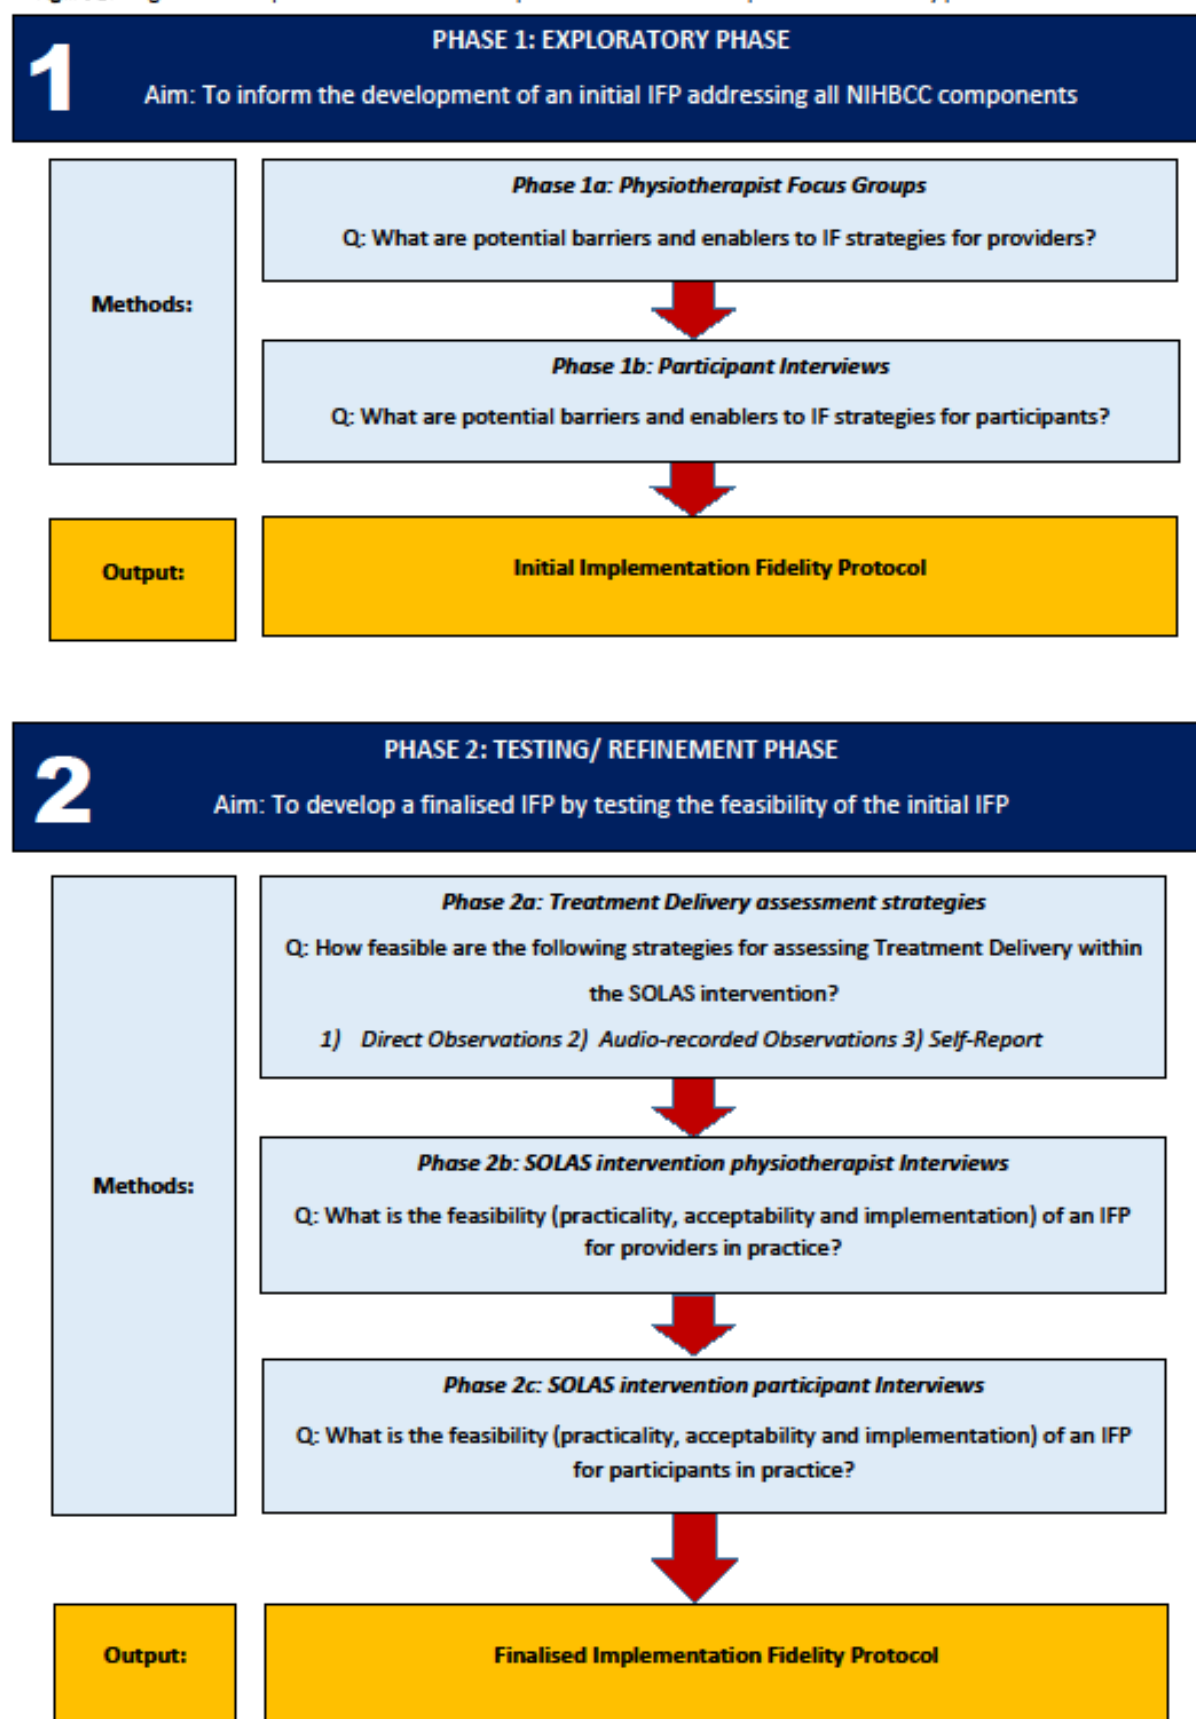 1
PHASE 1: EXPLORATORY PHASE
Aim: To inform the development of an initial IFP addressing all NIHBCC components
Methods:
Phase 1a: Physiotherapist Focus Groups
Q: What are potential barriers and enablers to IF strategies for providers?
Phase 1b: Participant Interviews
Q: What are potential barriers and enablers to IF strategies for participants?
Output:
Initial Implementation Fidelity Protocol
2
PHASE 2: TESTING/ REFINEMENT PHASE
Aim: To develop a finalised IFP by testing the feasibility of the initial IFP
Methods:
Phase 2a: Treatment Delivery assessment strategies
Q: How feasible are the following strategies for assessing Treatment Delivery within
the SOLAS intervention?
1) Direct Observations 2) Audio-recorded Observations 3) Self-Report
Phase 2b: SOLAS intervention physiotherapist Interviews
Q: What is the feasibility (practicality, acceptability and implementation) of an IFP
for providers in practice?
Phase 2c: SOLAS intervention participant Interviews
Q: What is the feasibility (practicality, acceptability and implementation) of an IFP
for participants in practice?
Output:
Finalised Implementation Fidelity Protocol